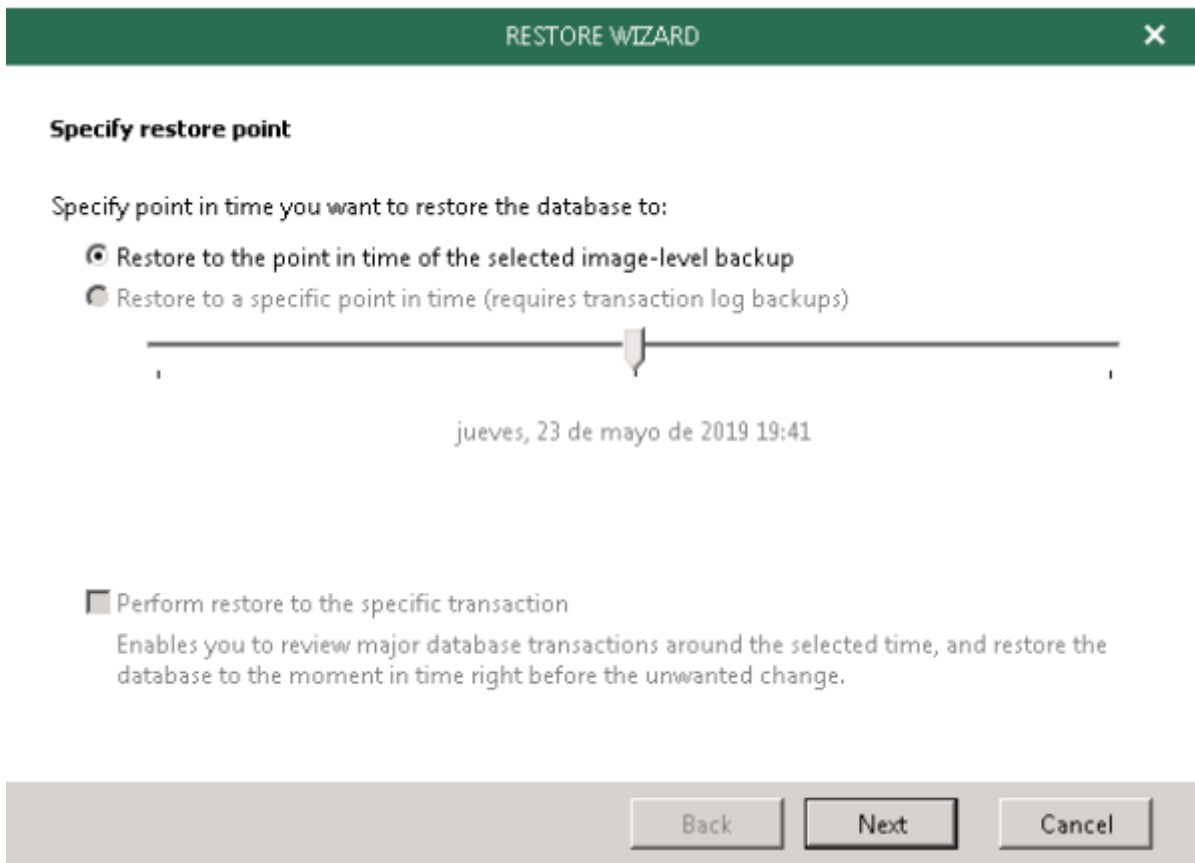 RESTORE WIZARD
Specify restore point
Specify point in time you want to restore the database to:
Restore to the point in time of the selected image-level backup
Restore to a specific point in time (requires transaction log backups)
jueves, 23 de mayo de 2019 19:41
Perform restore to the specific transaction
Enables you to review major database transactions around the selected time, and restore the
database to the moment in time right before the unwanted change.
Back Next Cancel